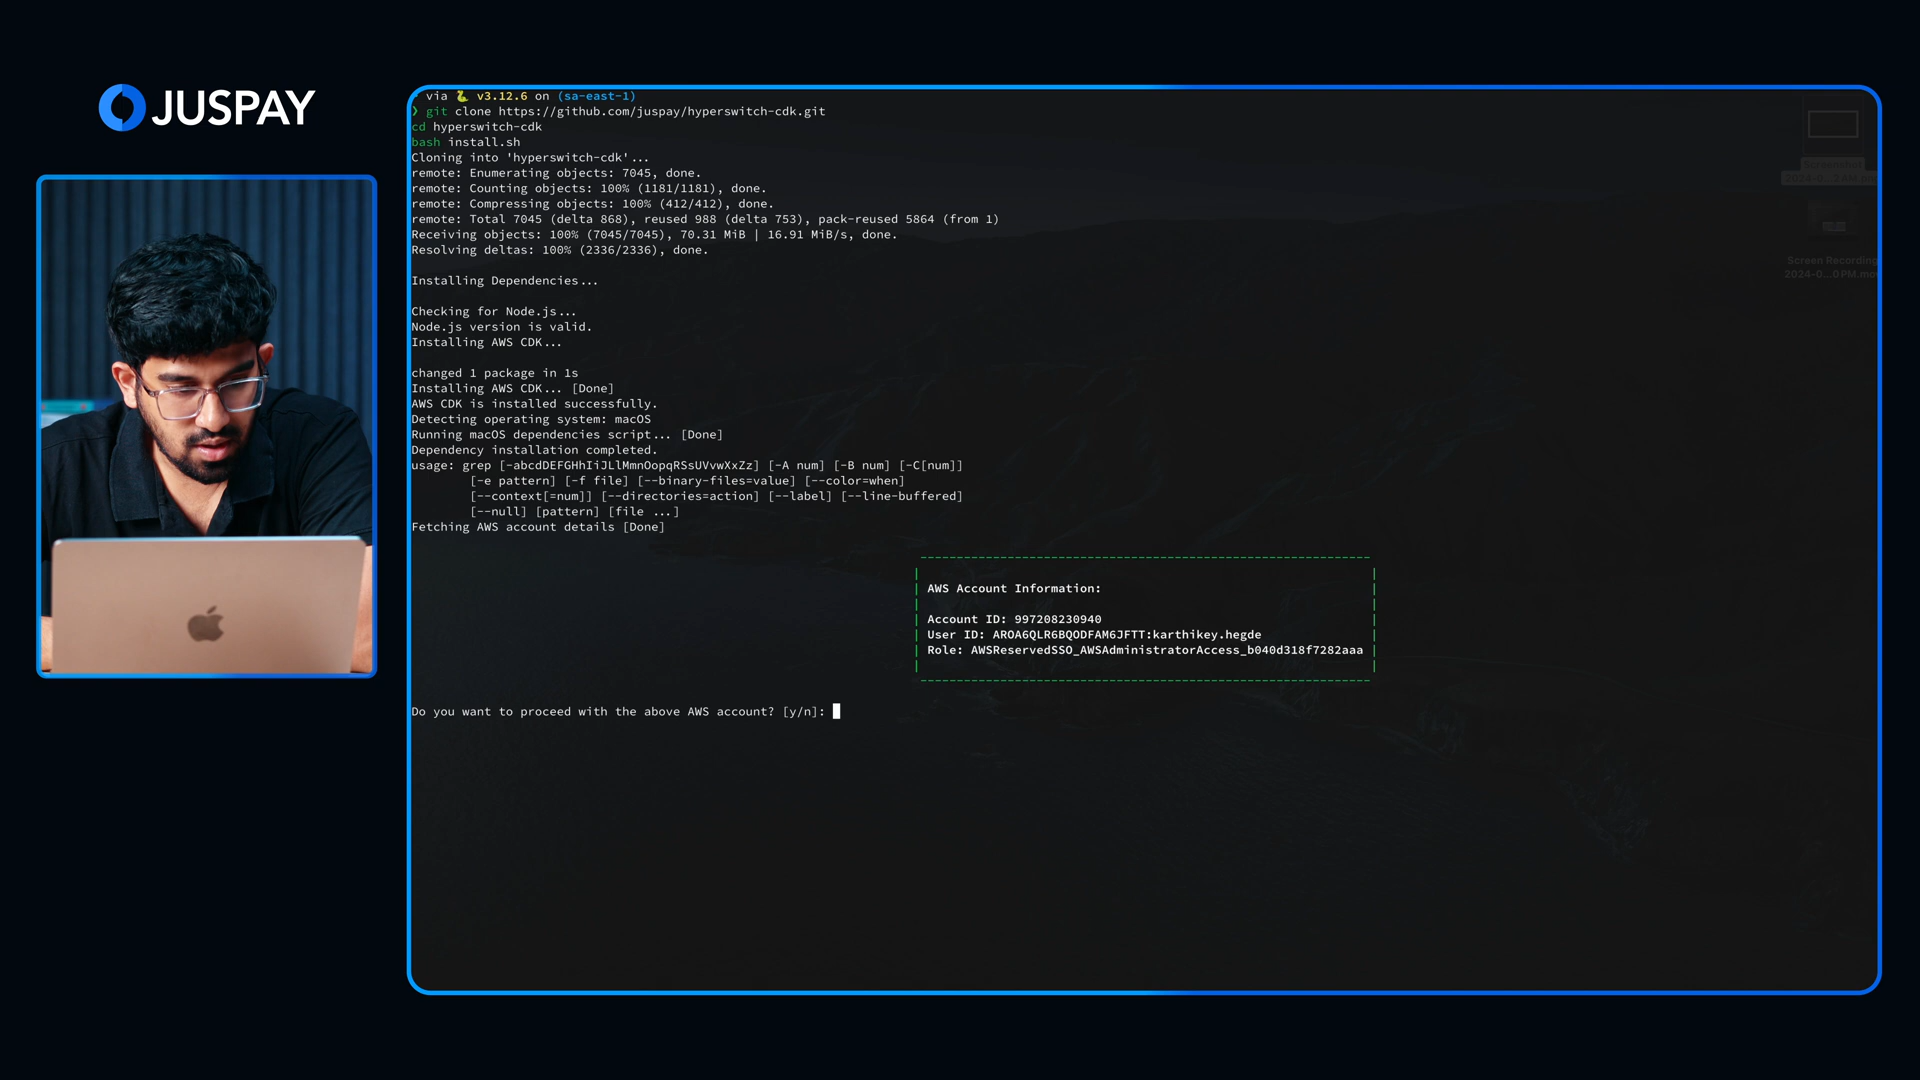 JUSPAY
via v3.12.6 on (sa-east-1)
❯ git clone https://github.com/juspay/hyperswitch-cdk.git
cd hyperswitch-cdk
bash install.sh
Cloning into 'hyperswitch-cdk'...
remote: Enumerating objects: 7045, done.
remote: Counting objects: 100% (1181/1181), done.
remote: Compressing objects: 100% (412/412), done.
remote: Total 7045 (delta 868), reused 988 (delta 753), pack-reused 5864 (from 1)
Receiving objects: 100% (7045/7045), 70.31 MiB | 16.91 MiB/s, done.
Resolving deltas: 100% (2336/2336), done.
Installing Dependencies...
Checking for Node.js...
Node.js version is valid.
Installing AWS CDK...
changed 1 package in 1s
Installing AWS CDK... [Done]
AWS CDK is installed successfully.
Detecting operating system: macOS
Running macOS dependencies script... [Done]
Dependency installation completed.
usage: grep [-abcdDEFGHhIiJLlMmnOopqRSsUVvwXxZz] [-A num] [-B num] [-C[num]]
[-e pattern] [-f file] [--binary-files=value] [--color=when]
[--context[=num]] [--directories=action] [--label] [--line-buffered]
[--null] [pattern] [file ...]
Fetching AWS account details [Done]
AWS Account Information:
Account ID: 997208230940
User ID: AROA6QLR6BQODFAM6JFTT:karthikey.hegde
Role: AWSReservedSSO_AWSAdministratorAccess_b040d318f7282aaa
Do you want to proceed with the above AWS account? [y/n]:
Screenshot
Screen Recording
2024-0...0PM.mov